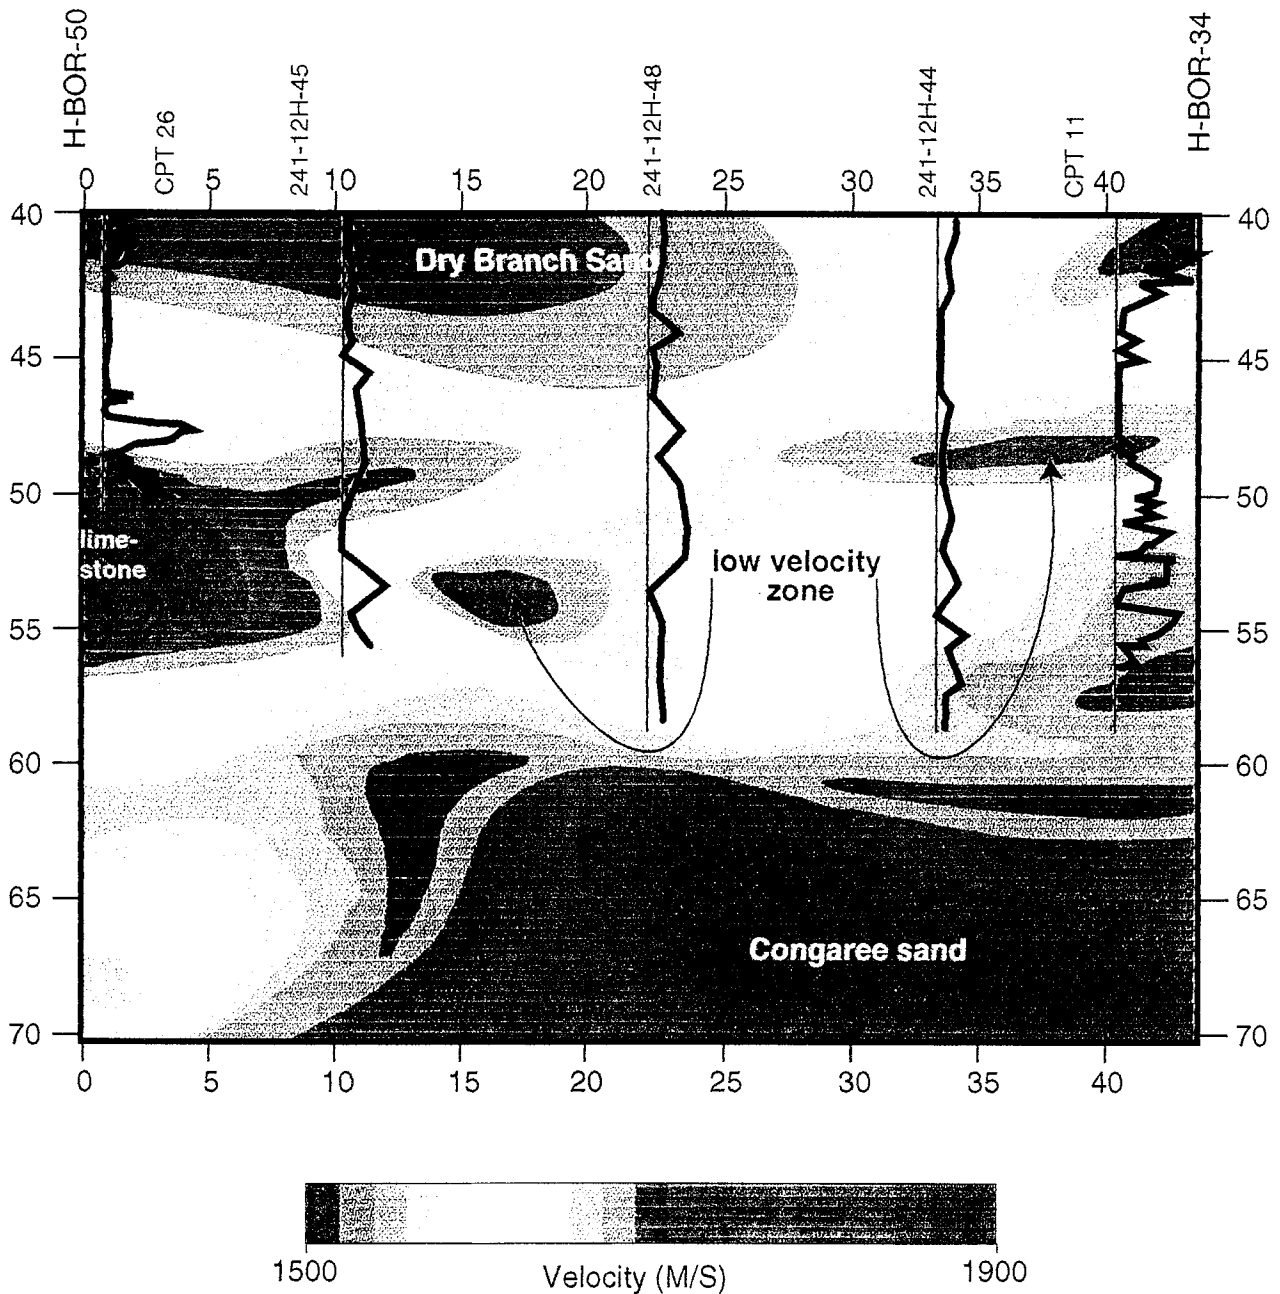 H-BOR-50
CPT 26
241-12H-45
241-12H-48
241-12H-44
CPT 11
H-BOR-34
0 5 10 15 20 25 30 35 40
40 40
Dry Branch Sand
45 45
50 50
lime-
stone
low velocity
zone
55 55
60 60
65 65
Congaree sand
70 70
0 5 10 15 20 25 30 35 40
1500 Velocity (M/S) 1900